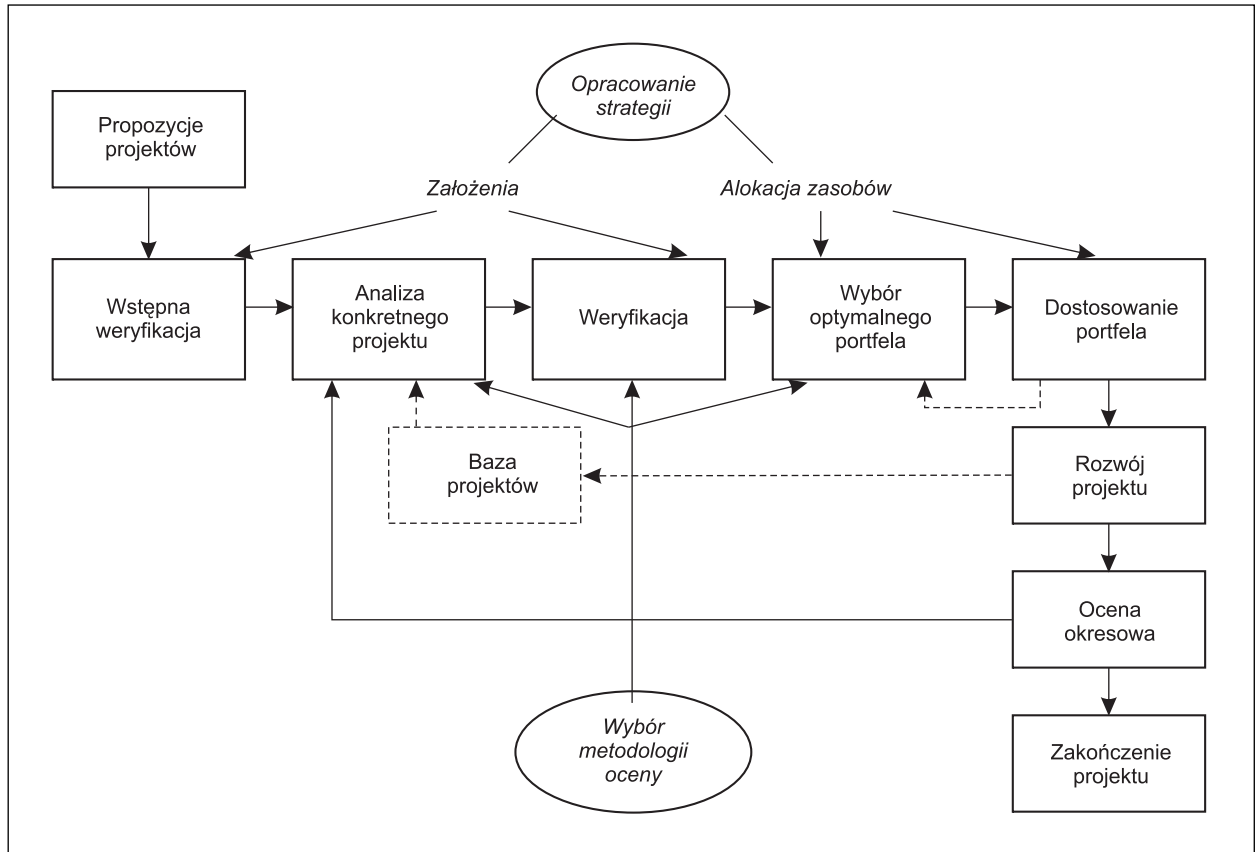 Opracowanie
strategii
Propozycje
projektów
Założenia
Alokacja zasobów
Wstępna
weryfikacja
Analiza
konkretnego
projektu
Weryfikacja
Wybór
optymalnego
portfela
Dostosowanie
portfela
Baza
projektów
Rozwój
projektu
Ocena
okresowa
Wybór
metodologii
oceny
Zakończenie
projektu